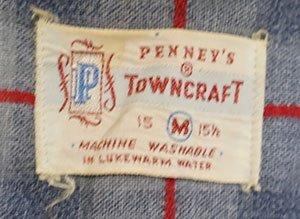 PENNEY'S
®
P
TOWNCRAFT
15 M 15½
· MACHINE WASHABLE ·
IN LUKEWARM WATER